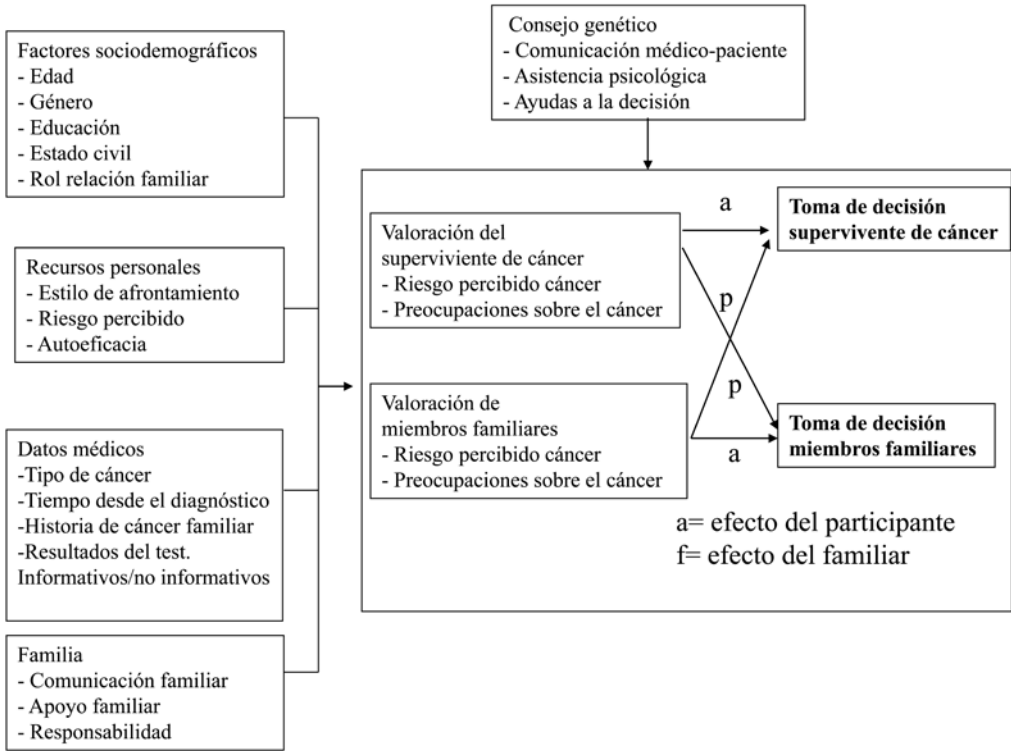 Factores sociodemográficos
- Edad
- Género
- Educación
- Estado civil
- Rol relación familiar
Recursos personales
- Estilo de afrontamiento
- Riesgo percibido
- Autoeficacia
Datos médicos
-Tipo de cáncer
-Tiempo desde el diagnóstico
-Historia de cáncer familiar
-Resultados del test.
Informativos/no informativos
Familia
- Comunicación familiar
- Apoyo familiar
- Responsabilidad
Consejo genético
- Comunicación médico-paciente
- Asistencia psicológica
- Ayudas a la decisión
Valoración del
superviviente de cáncer
- Riesgo percibido cáncer
- Preocupaciones sobre el cáncer
Valoración de
miembros familiares
- Riesgo percibido cáncer
- Preocupaciones sobre el cáncer
a
p
p
a
Toma de decisión
supervivente de cáncer
Toma de decisión
miembros familiares
a= efecto del participante
f= efecto del familiar